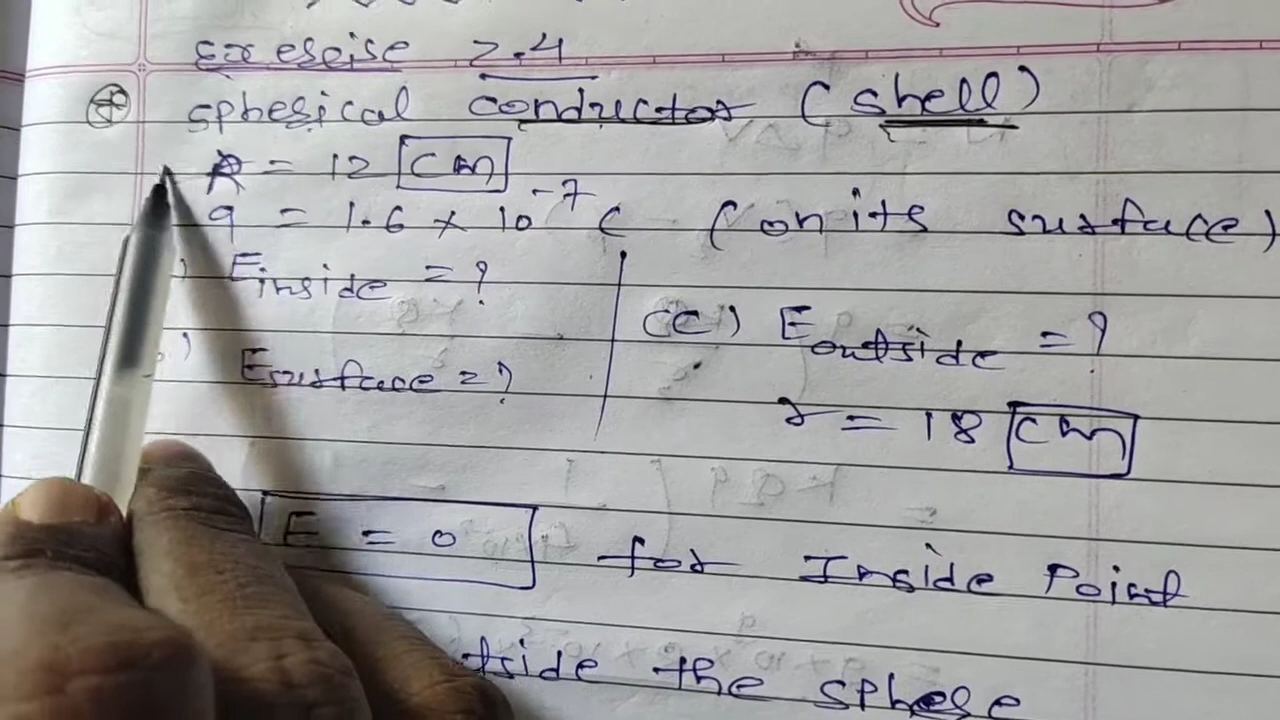 exercise 2.4
spherical conductor (shell)
R = 12 cm
q = 1.6 × 10⁻⁷ C (on its surface)
) Einside = ?
(c) Eoutside = ?
) Esurface = ?
r = 18 cm
E = 0 for Inside Point
tside the sphere